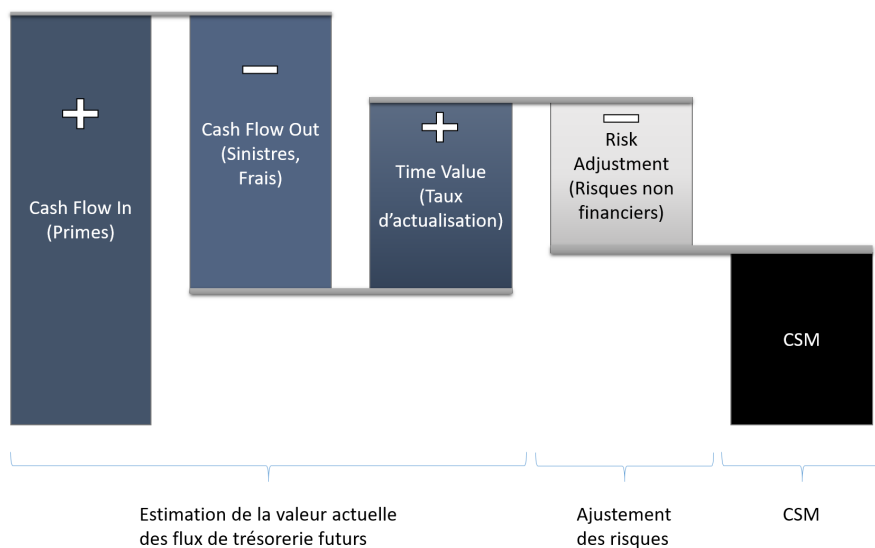 Cash Flow In
(Primes)
Cash Flow Out
(Sinistres,
Frais)
Time Value
(Taux
d’actualisation)
Risk
Adjustment
(Risques non
financiers)
CSM
Estimation de la valeur actuelle
des flux de trésorerie futurs
Ajustement
des risques
CSM